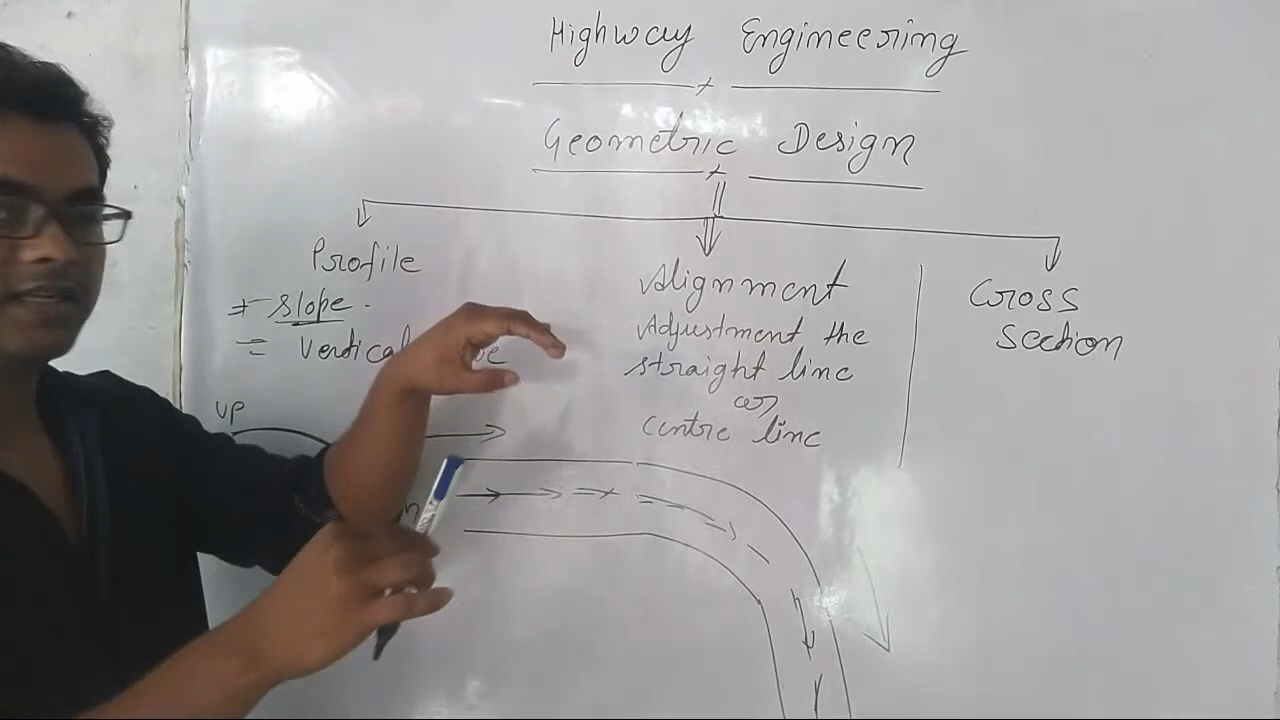 Highway Engineering
Geometric Design
Profile
slope
Vertical
UP
Alignment
Adjustment the
straight line
or
Centre line
Cross
Section